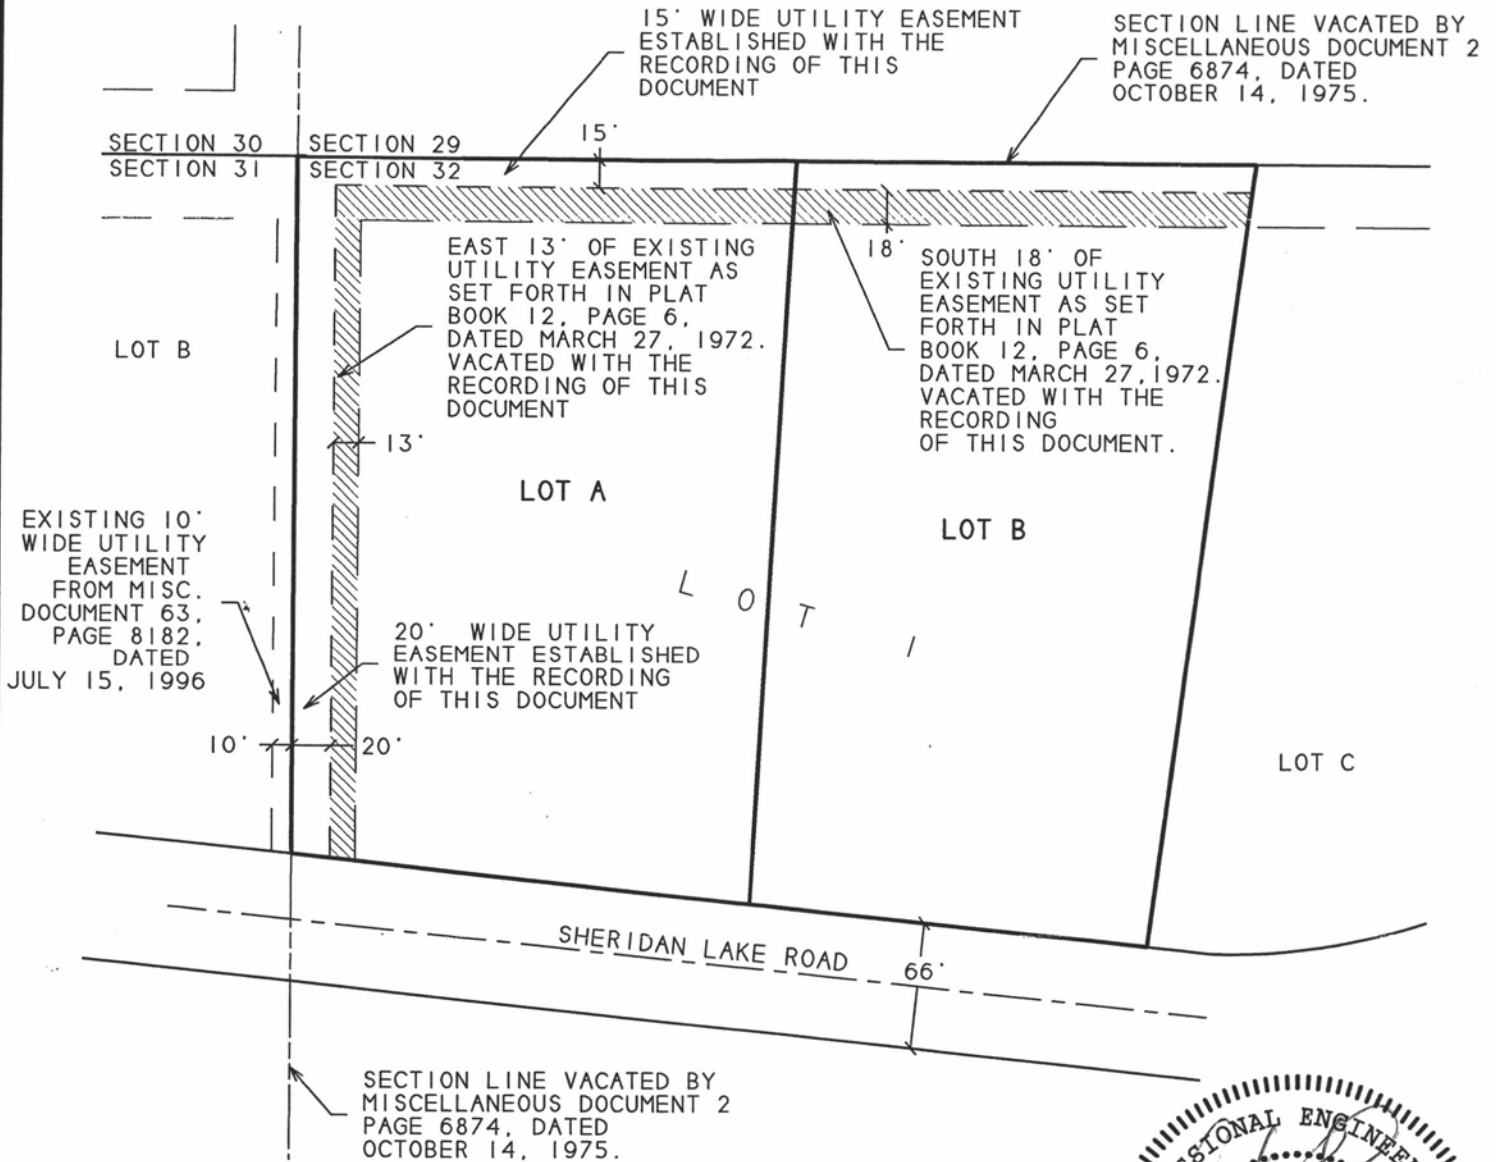 15' WIDE UTILITY EASEMENT
ESTABLISHED WITH THE
RECORDING OF THIS
DOCUMENT
SECTION LINE VACATED BY
MISCELLANEOUS DOCUMENT 2
PAGE 6874, DATED
OCTOBER 14, 1975.
15'
SECTION 30
SECTION 29
SECTION 31
SECTION 32
EAST 13' OF EXISTING
UTILITY EASEMENT AS
SET FORTH IN PLAT
BOOK 12, PAGE 6,
DATED MARCH 27, 1972.
VACATED WITH THE
RECORDING OF THIS
DOCUMENT
18'
SOUTH 18' OF
EXISTING UTILITY
EASEMENT AS SET
FORTH IN PLAT
BOOK 12, PAGE 6,
DATED MARCH 27,1972.
VACATED WITH THE
RECORDING
OF THIS DOCUMENT.
LOT B
13'
LOT A
LOT B
EXISTING 10'
WIDE UTILITY
EASEMENT
FROM MISC.
DOCUMENT 63,
PAGE 8182,
DATED
JULY 15, 1996
LOT 1
20' WIDE UTILITY
EASEMENT ESTABLISHED
WITH THE RECORDING
OF THIS DOCUMENT
10'
20'
LOT C
SHERIDAN LAKE ROAD
66'
SECTION LINE VACATED BY
MISCELLANEOUS DOCUMENT 2
PAGE 6874, DATED
OCTOBER 14, 1975.